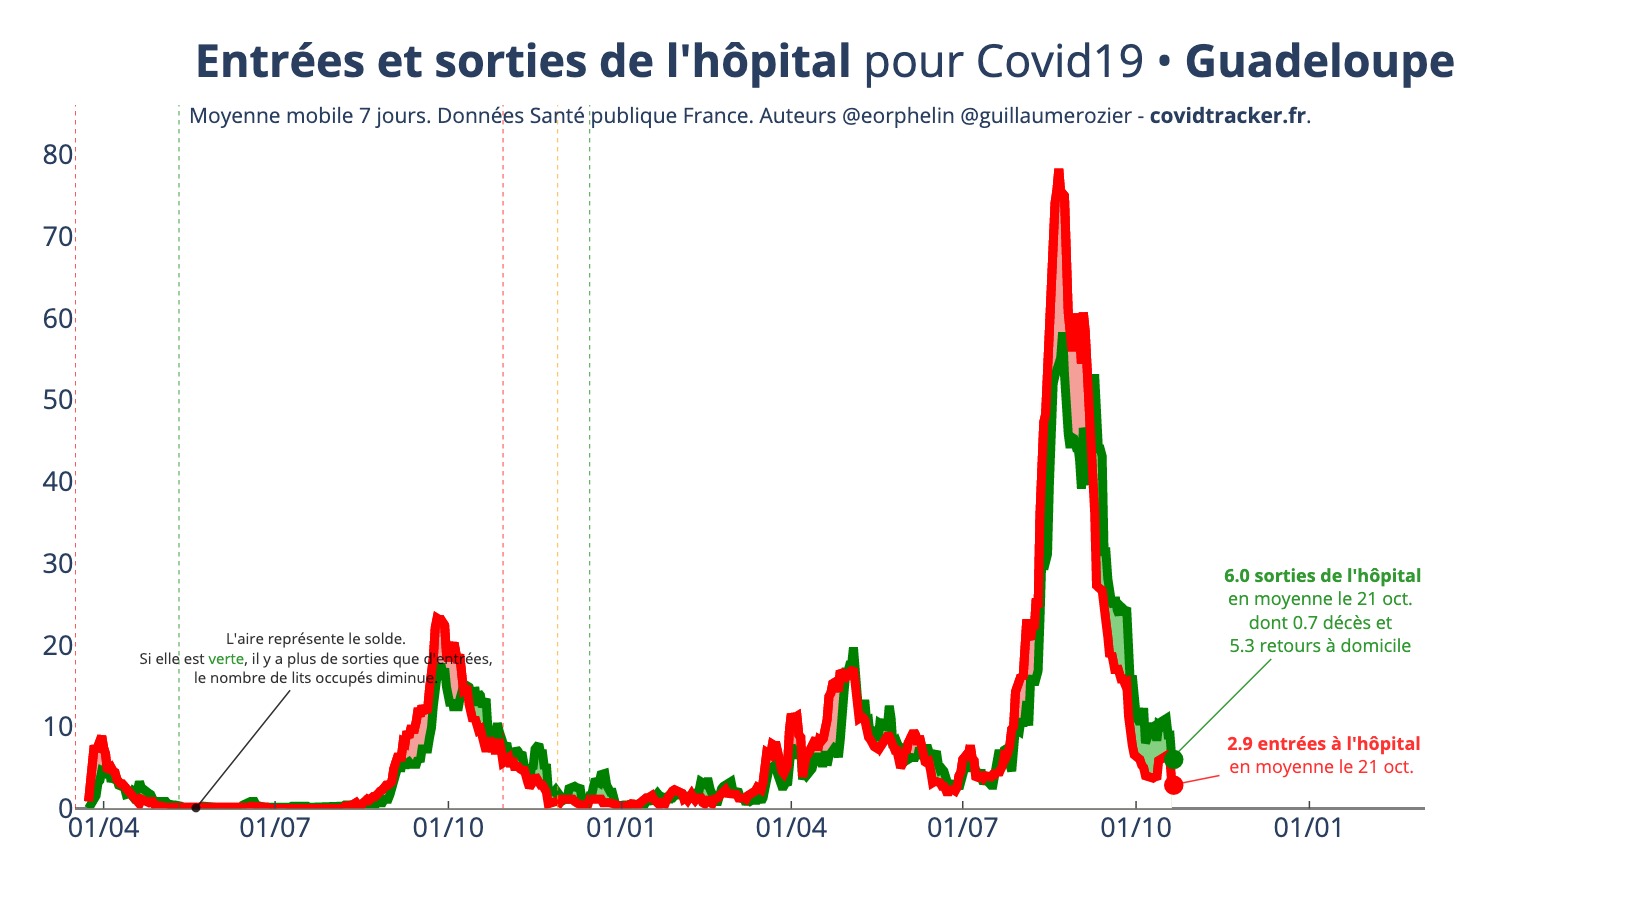 Entrées et sorties de l'hôpital pour Covid19 • Guadeloupe
Moyenne mobile 7 jours. Données Santé publique France. Auteurs @eorphelin @guillaumerozier - covidtracker.fr.
80
70
60
50
40
30
20
10
0
L'aire représente le solde.
Si elle est verte, il y a plus de sorties que d'entrées,
le nombre de lits occupés diminue.
6.0 sorties de l'hôpital
en moyenne le 21 oct.
dont 0.7 décès et
5.3 retours à domicile
2.9 entrées à l'hôpital
en moyenne le 21 oct.
01/04 01/07 01/10 01/01 01/04 01/07 01/10 01/01